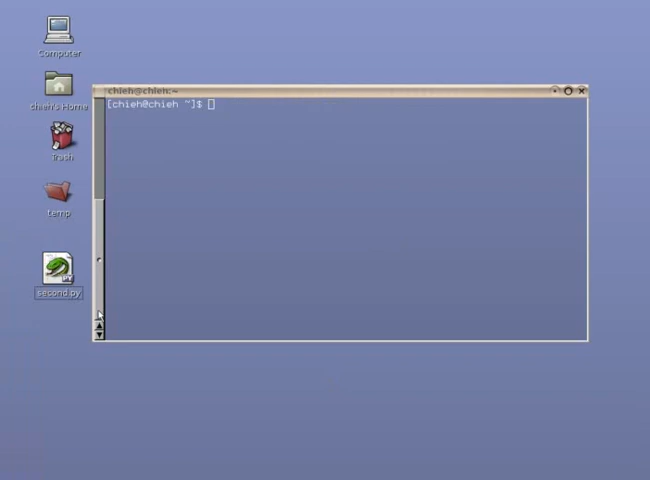 Computer
chieh's Home
Trash
temp
second.py
chieh@chieh:~
[chieh@chieh ~]$